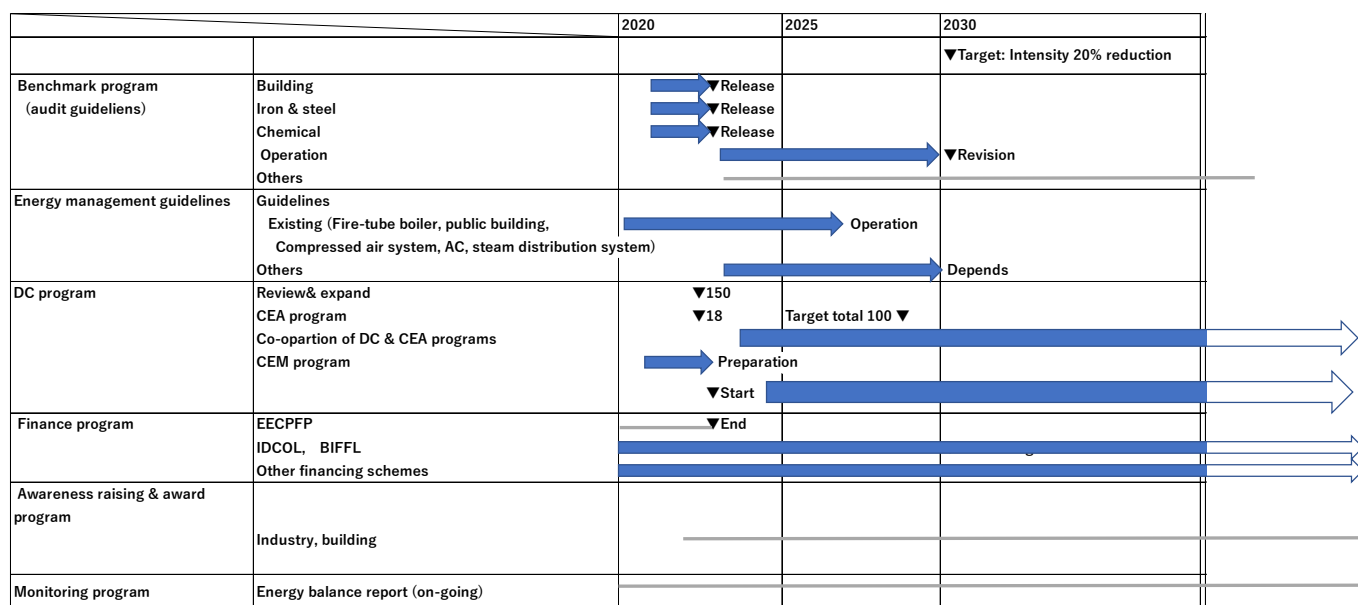 2020 2025 2030
▼Target: Intensity 20% reduction
Benchmark program Building ▼Release
(audit guideliens) Iron & steel ▼Release
Chemical ▼Release
Operation ▼Revision
Others
Energy management guidelines Guidelines
Existing (Fire-tube boiler, public building, Operation
Compressed air system, AC, steam distribution system)
Others Depends
DC program Review& expand ▼150
CEA program ▼18 Target total 100 ▼
Co-opartion of DC & CEA programs
CEM program Preparation
▼Start
Finance program EECPFP ▼End
IDCOL, BIFFL
Other financing schemes
Awareness raising & award
program
Industry, building
Monitoring program Energy balance report (on-going)